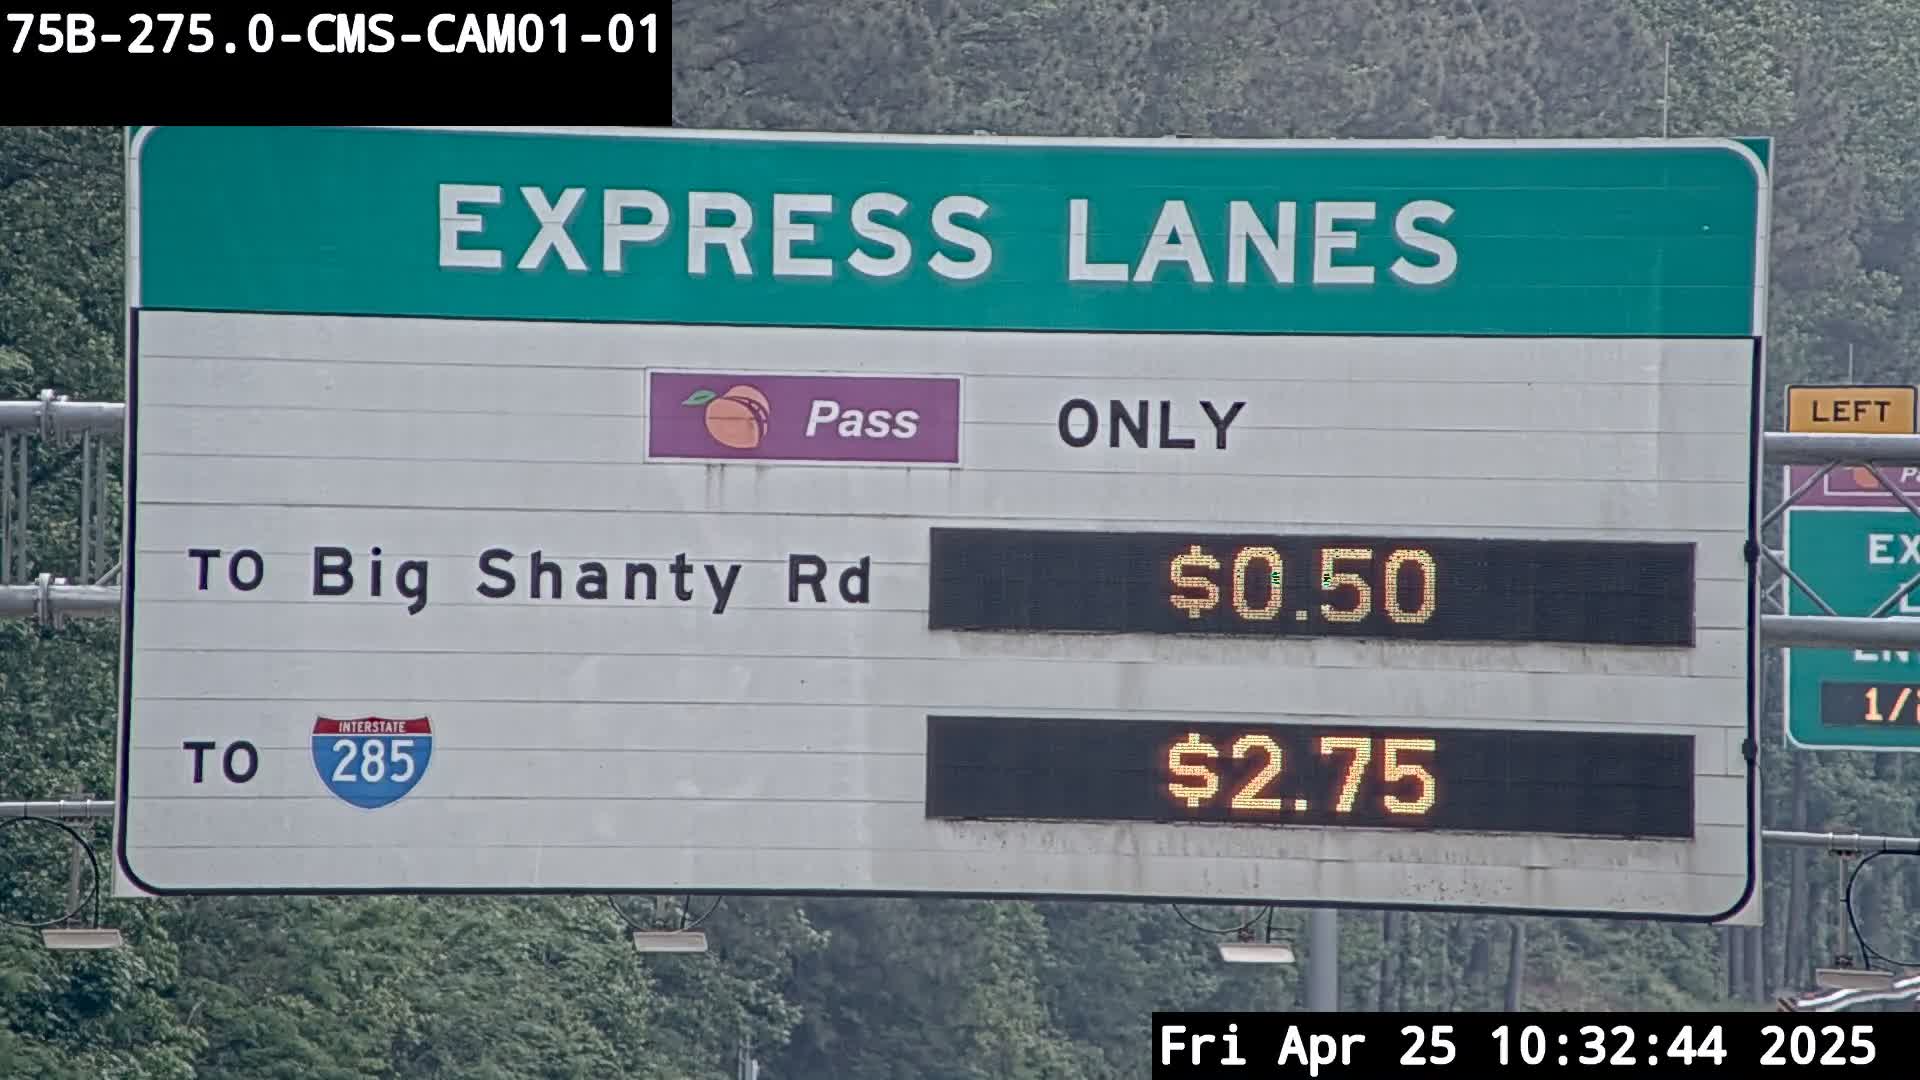 75B-275.0-CMS-CAM01-01
EXPRESS LANES
Pass ONLY
TO Big Shanty Rd $0.50
TO INTERSTATE 285 $2.75
LEFT
Fri Apr 25 10:32:44 2025